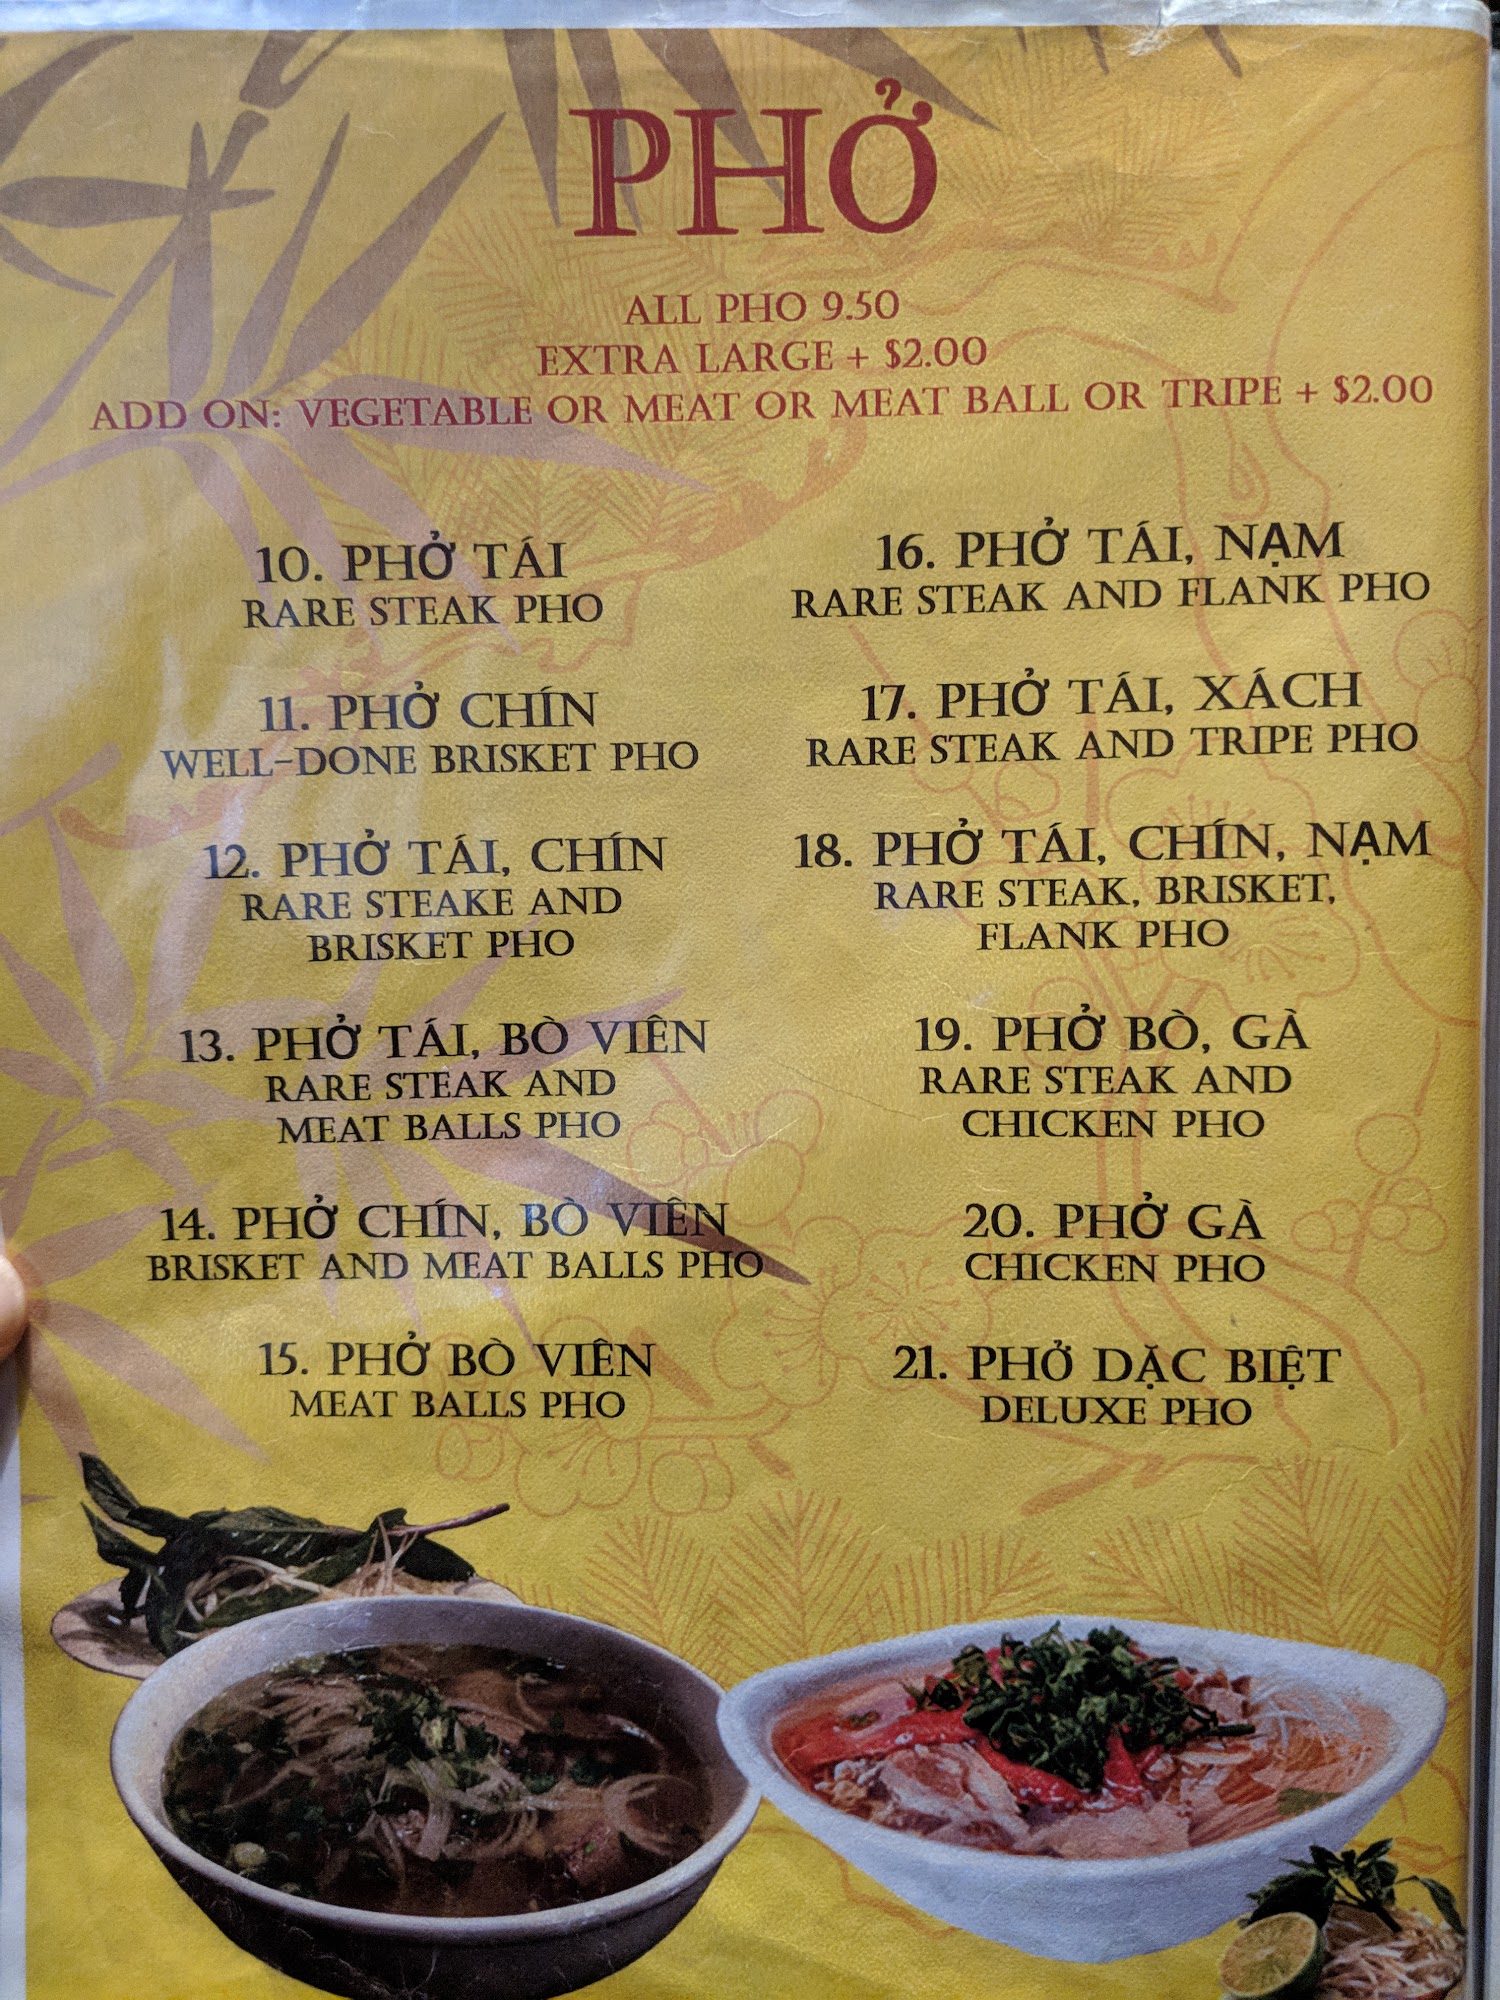 PHỞ
ALL PHO 9.50
EXTRA LARGE + $2.00
ADD ON: VEGETABLE OR MEAT OR MEAT BALL OR TRIPE + $2.00
10. PHỞ TÁI
RARE STEAK PHO
11. PHỞ CHÍN
WELL-DONE BRISKET PHO
12. PHỞ TÁI, CHÍN
RARE STEAKE AND
BRISKET PHO
13. PHỞ TÁI, BÒ VIÊN
RARE STEAK AND
MEAT BALLS PHO
14. PHỞ CHÍN, BÒ VIÊN
BRISKET AND MEAT BALLS PHO
15. PHỞ BÒ VIÊN
MEAT BALLS PHO
16. PHỞ TÁI, NẠM
RARE STEAK AND FLANK PHO
17. PHỞ TÁI, XÁCH
RARE STEAK AND TRIPE PHO
18. PHỞ TÁI, CHÍN, NẠM
RARE STEAK, BRISKET,
FLANK PHO
19. PHỞ BÒ, GÀ
RARE STEAK AND
CHICKEN PHO
20. PHỞ GÀ
CHICKEN PHO
21. PHỞ DẶC BIỆT
DELUXE PHO